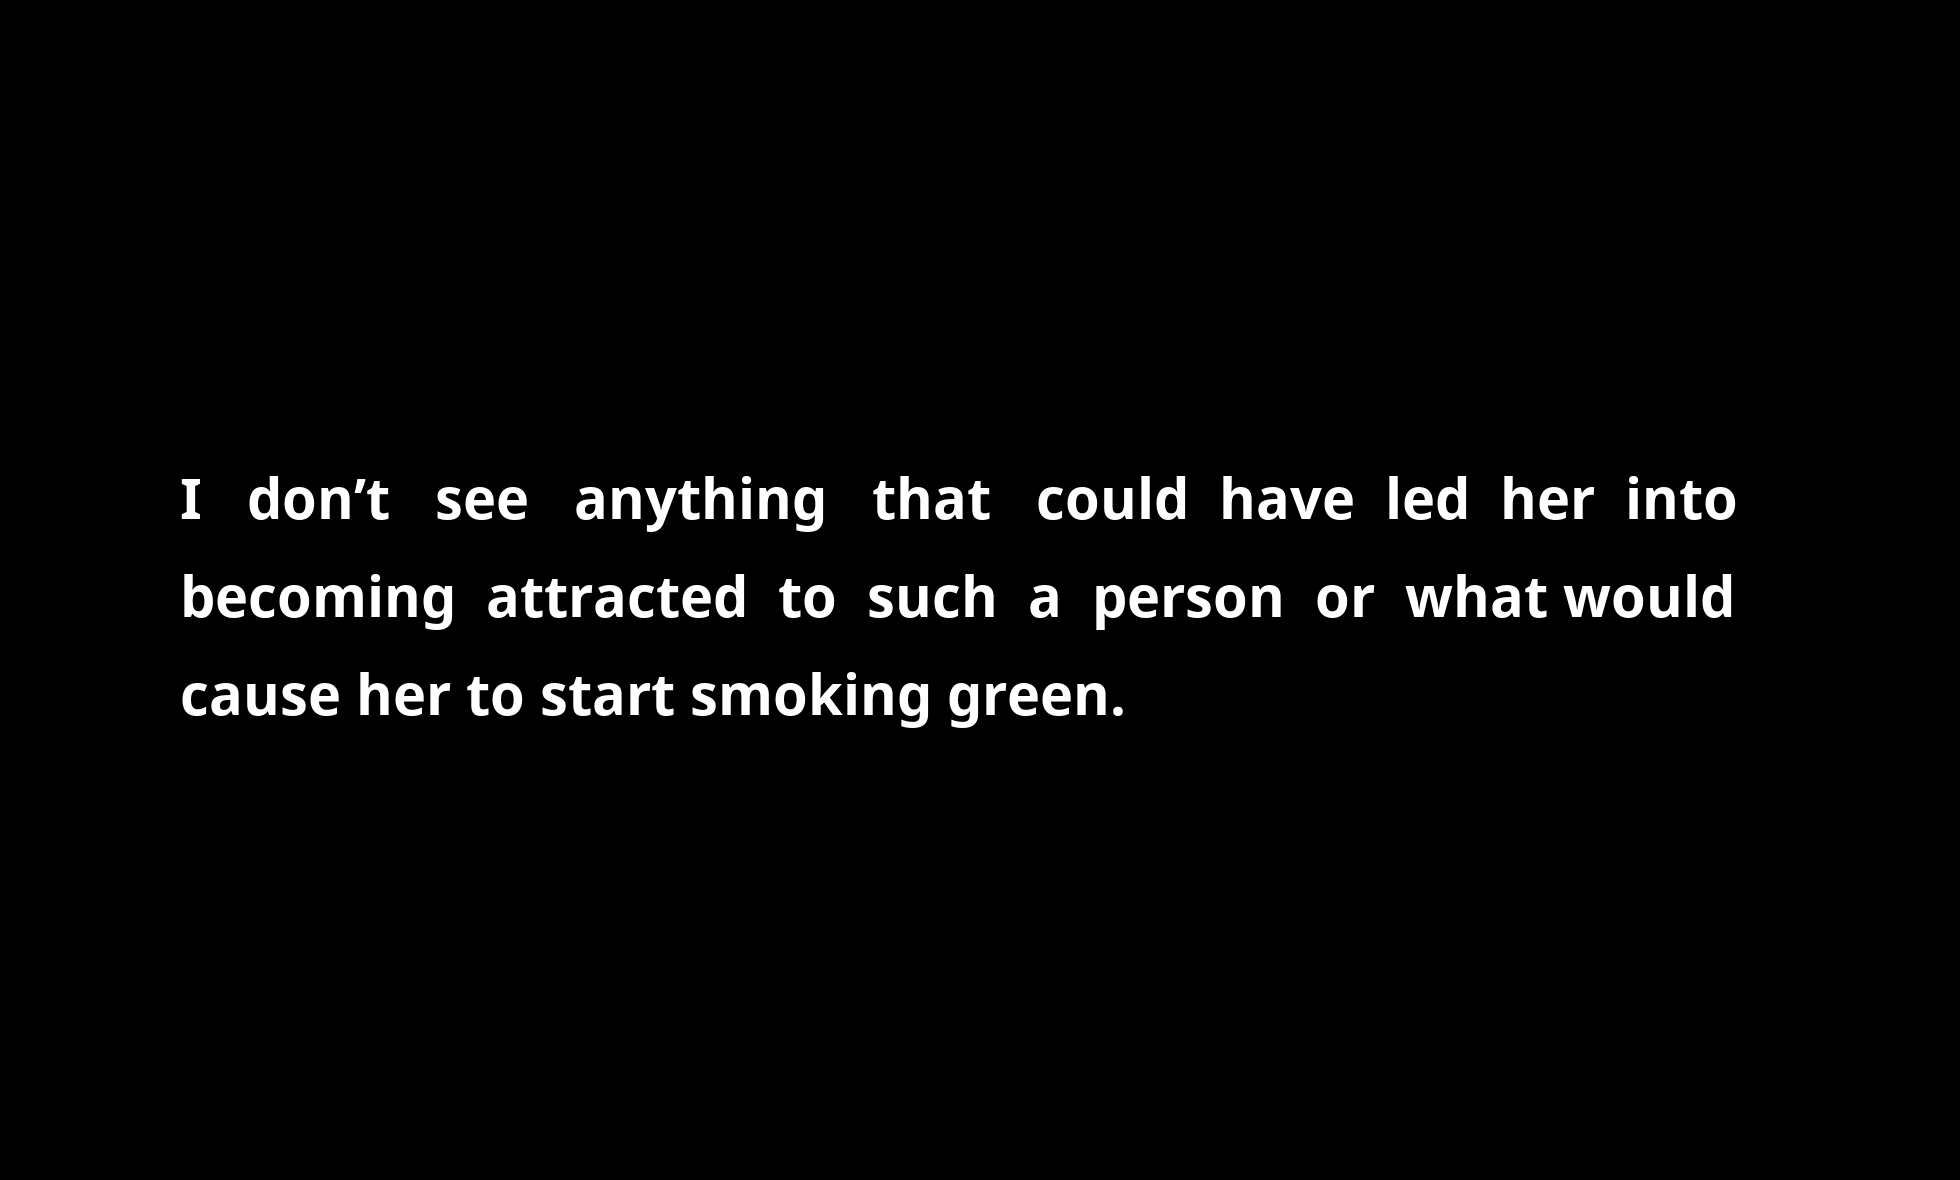 I don’t see anything that could have led her into
becoming attracted to such a person or what would
cause her to start smoking green.